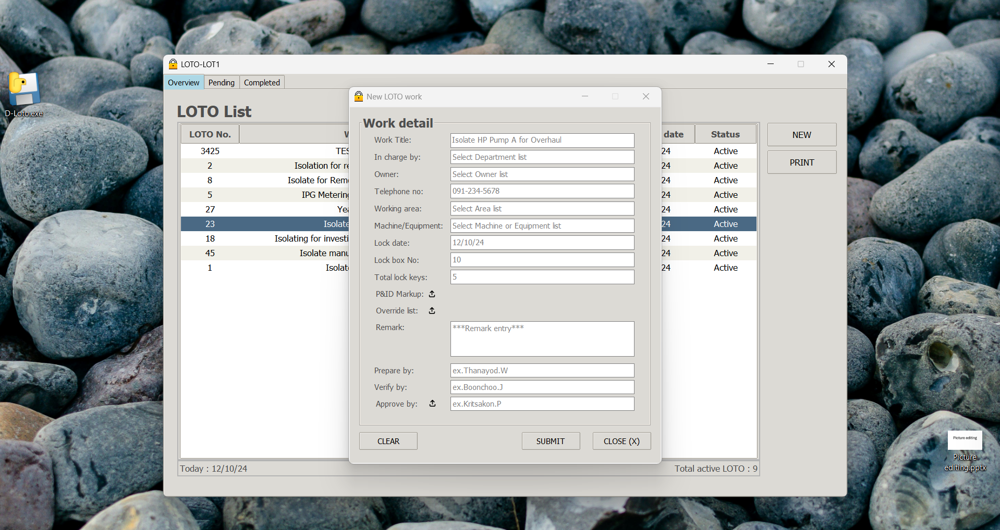 LOTO-LOT1
Overview Pending Completed
D-Loto.exe
LOTO List
LOTO No. date Status
3425 24 Active
2 Isolation for 24 Active
8 Isolate for 24 Active
5 IPG Metering 24 Active
27 24 Active
23 Isolate 24 Active
18 Isolating for 24 Active
45 Isolate 24 Active
1 24 Active
Today : 12/10/24
Total active LOTO : 9
NEW
PRINT
New LOTO work
Work detail
Work Title: Isolate HP Pump A for Overhaul
In charge by: Select Department list
Owner: Select Owner list
Telephone no: 091-234-5678
Working area: Select Area list
Machine/Equipment: Select Machine or Equipment list
Lock date: 12/10/24
Lock box No: 10
Total lock keys: 5
P&ID Markup:
Override list:
Remark: ***Remark entry***
Prepare by: ex.Thanayod.W
Verify by: ex.Boonchoo.J
Approve by: ex.Kritsakon.P
CLEAR SUBMIT CLOSE (X)
Picture editing
Picture
editing.pptx